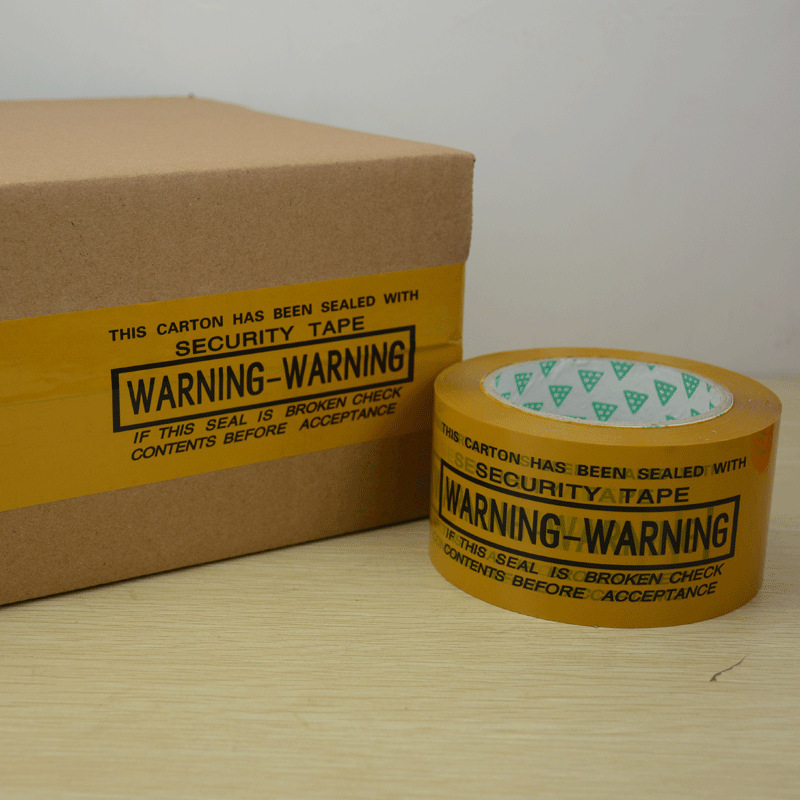 THIS CARTON HAS BEEN SEALED WITH
SECURITY TAPE
WARNING-WARNING
IF THIS SEAL IS BROKEN CHECK
CONTENTS BEFORE ACCEPTANCE
THIS CARTON HAS BEEN SEALED WITH
SECURITY TAPE
WARNING-WARNING
IF THIS SEAL IS BROKEN CHECK
CONTENTS BEFORE ACCEPTANCE